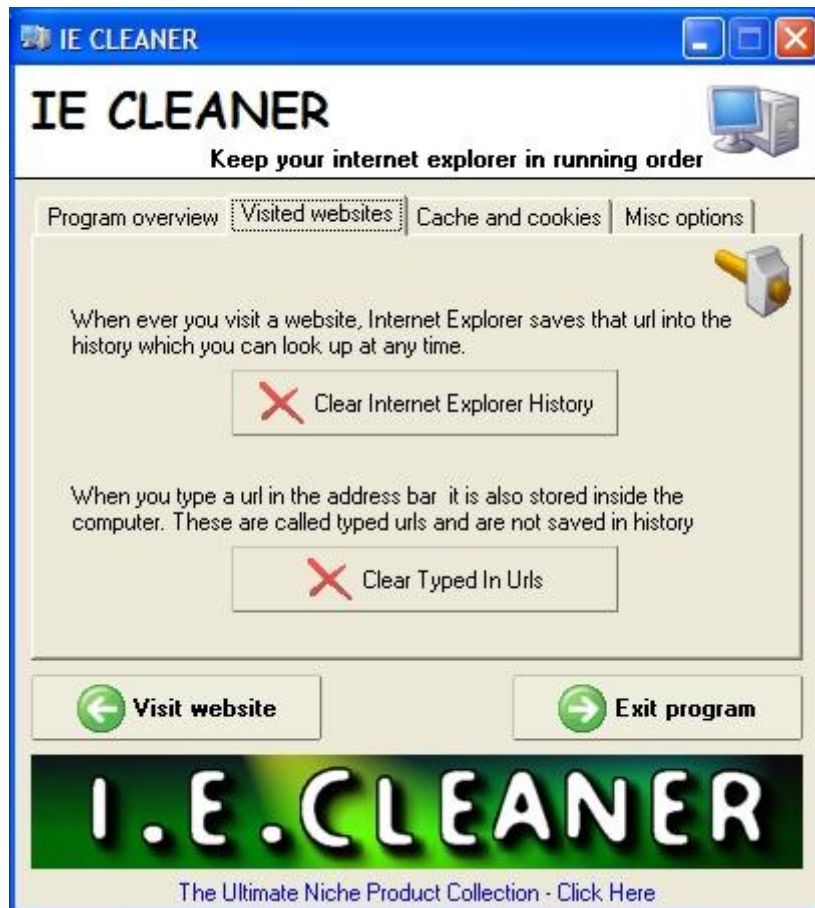 IE CLEANER
IE CLEANER
Keep your internet explorer in running order
Program overview Visited websites Cache and cookies Misc options
When ever you visit a website, Internet Explorer saves that url into the
history which you can look up at any time.
Clear Internet Explorer History
When you type a url in the address bar it is also stored inside the
computer. These are called typed urls and are not saved in history
Clear Typed In Urls
Visit website Exit program
I.E.CLEANER
The Ultimate Niche Product Collection - Click Here